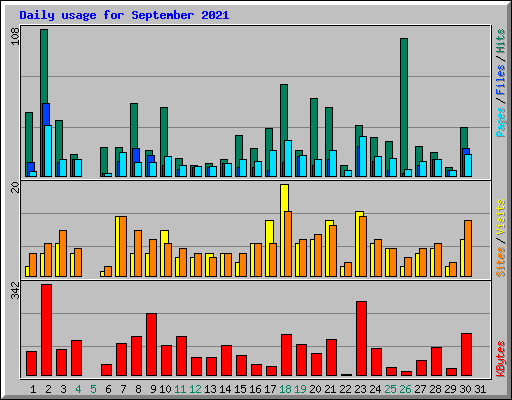 Daily usage for September 2021
108
Pages / Files / Hits
20
Sites / Visits
342
KBytes
1 2 3 4 5 6 7 8 9 10 11 12 13 14 15 16 17 18 19 20 21 22 23 24 25 26 27 28 29 30 31